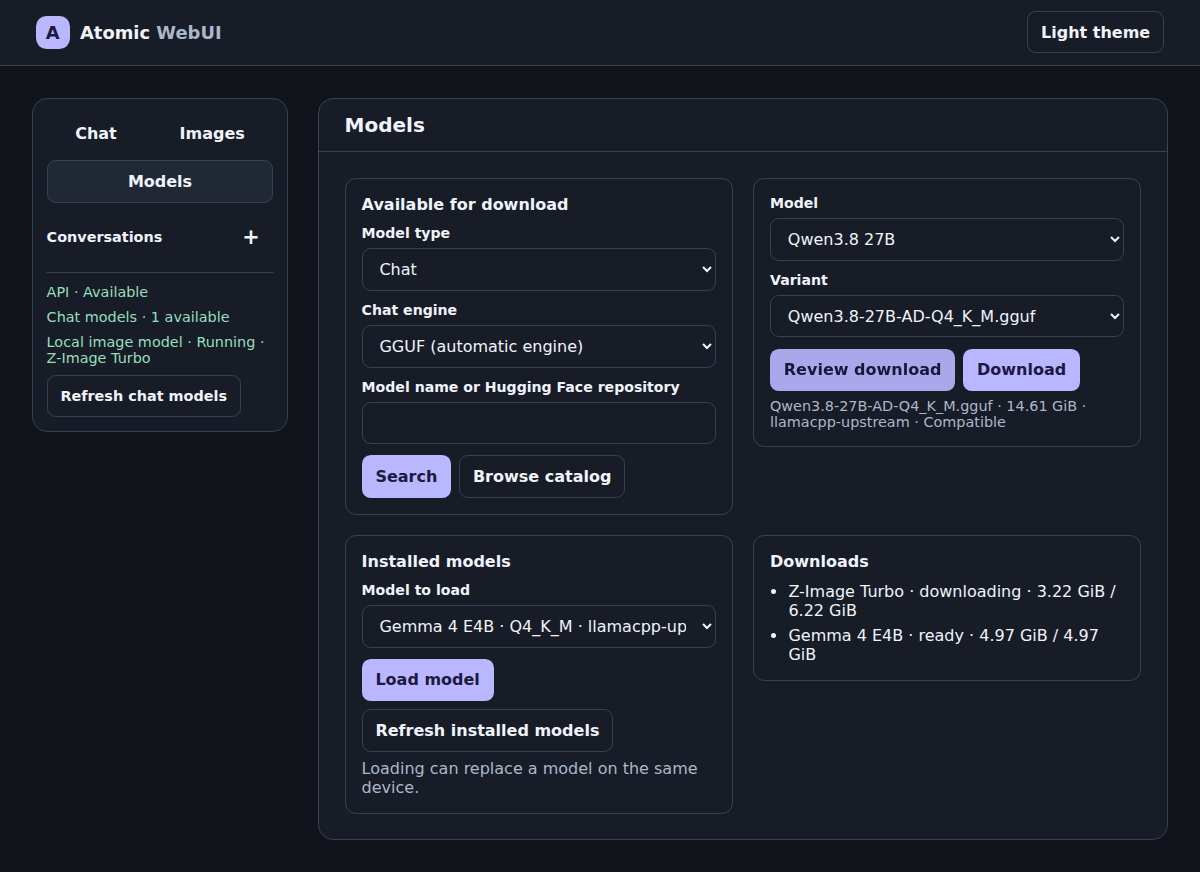 A Atomic WebUI
Light theme
Chat Images
Models
Conversations +
API · Available
Chat models · 1 available
Local image model · Running ·
Z-Image Turbo
Refresh chat models
Models
Available for download
Model type
Chat
Chat engine
GGUF (automatic engine)
Model name or Hugging Face repository
Search Browse catalog
Model
Qwen3.8 27B
Variant
Qwen3.8-27B-AD-Q4_K_M.gguf
Review download Download
Qwen3.8-27B-AD-Q4_K_M.gguf · 14.61 GiB ·
llamacpp-upstream · Compatible
Installed models
Model to load
Gemma 4 E4B · Q4_K_M · llamacpp-up
Load model
Refresh installed models
Loading can replace a model on the same
device.
Downloads
• Z-Image Turbo · downloading · 3.22 GiB /
6.22 GiB
• Gemma 4 E4B · ready · 4.97 GiB / 4.97
GiB